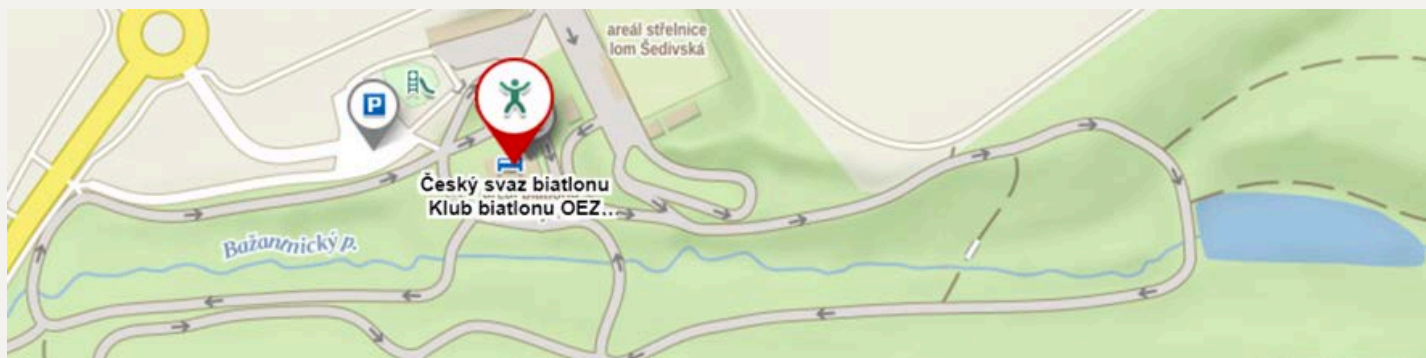 areál střelnice
lom Šedivská
P
Český svaz biatlonu
Klub biatlonu OEZ...
Bažantnický p.